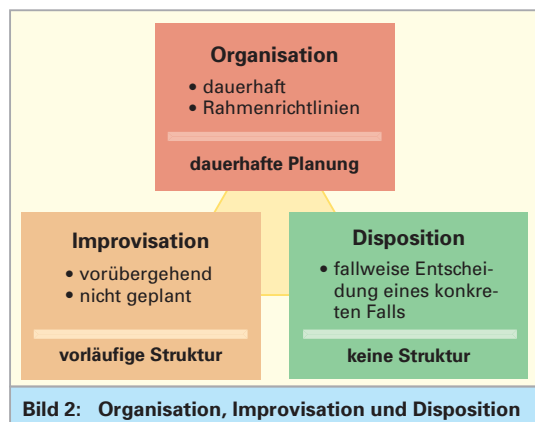 Organisation
• dauerhaft
• Rahmenrichtlinien
dauerhafte Planung
Improvisation
• vorübergehend
• nicht geplant
vorläufige Struktur
Disposition
• fallweise Entschei-
dung eines konkre-
ten Falls
keine Struktur
Bild 2: Organisation, Improvisation und Disposition